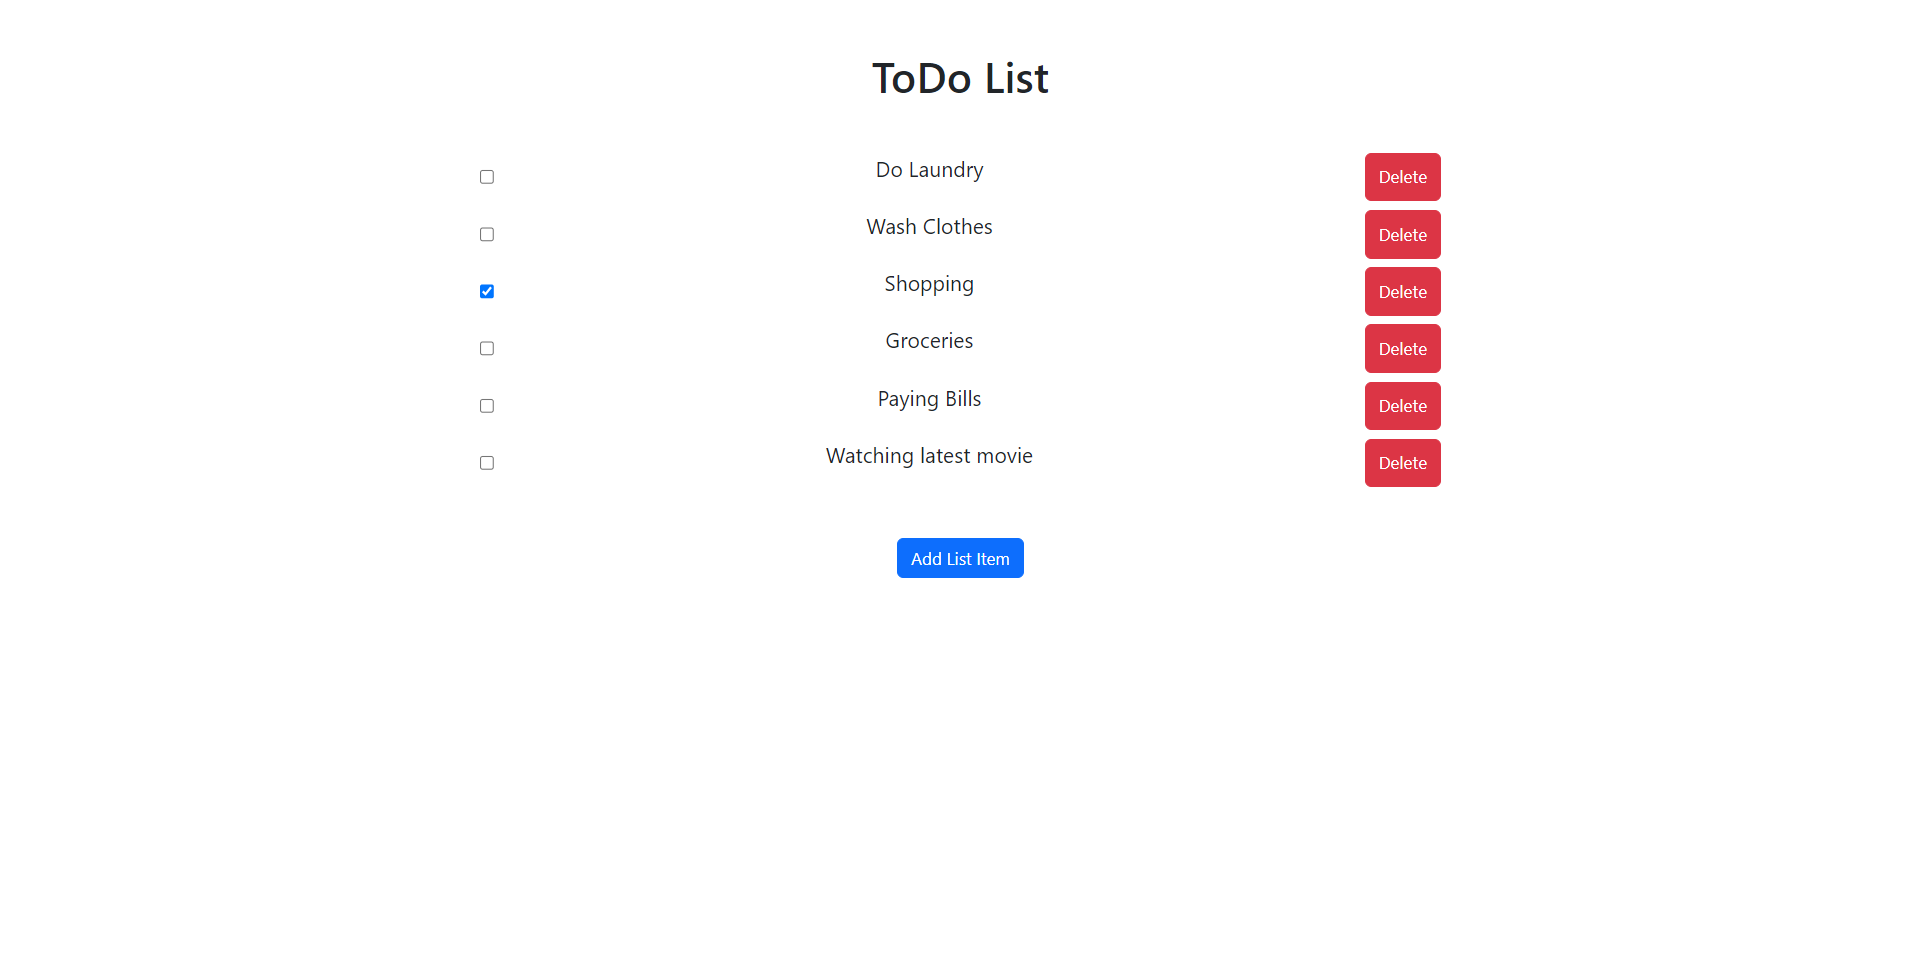 ToDo List
Do Laundry Delete
Wash Clothes Delete
Shopping Delete
Groceries Delete
Paying Bills Delete
Watching latest movie Delete
Add List Item